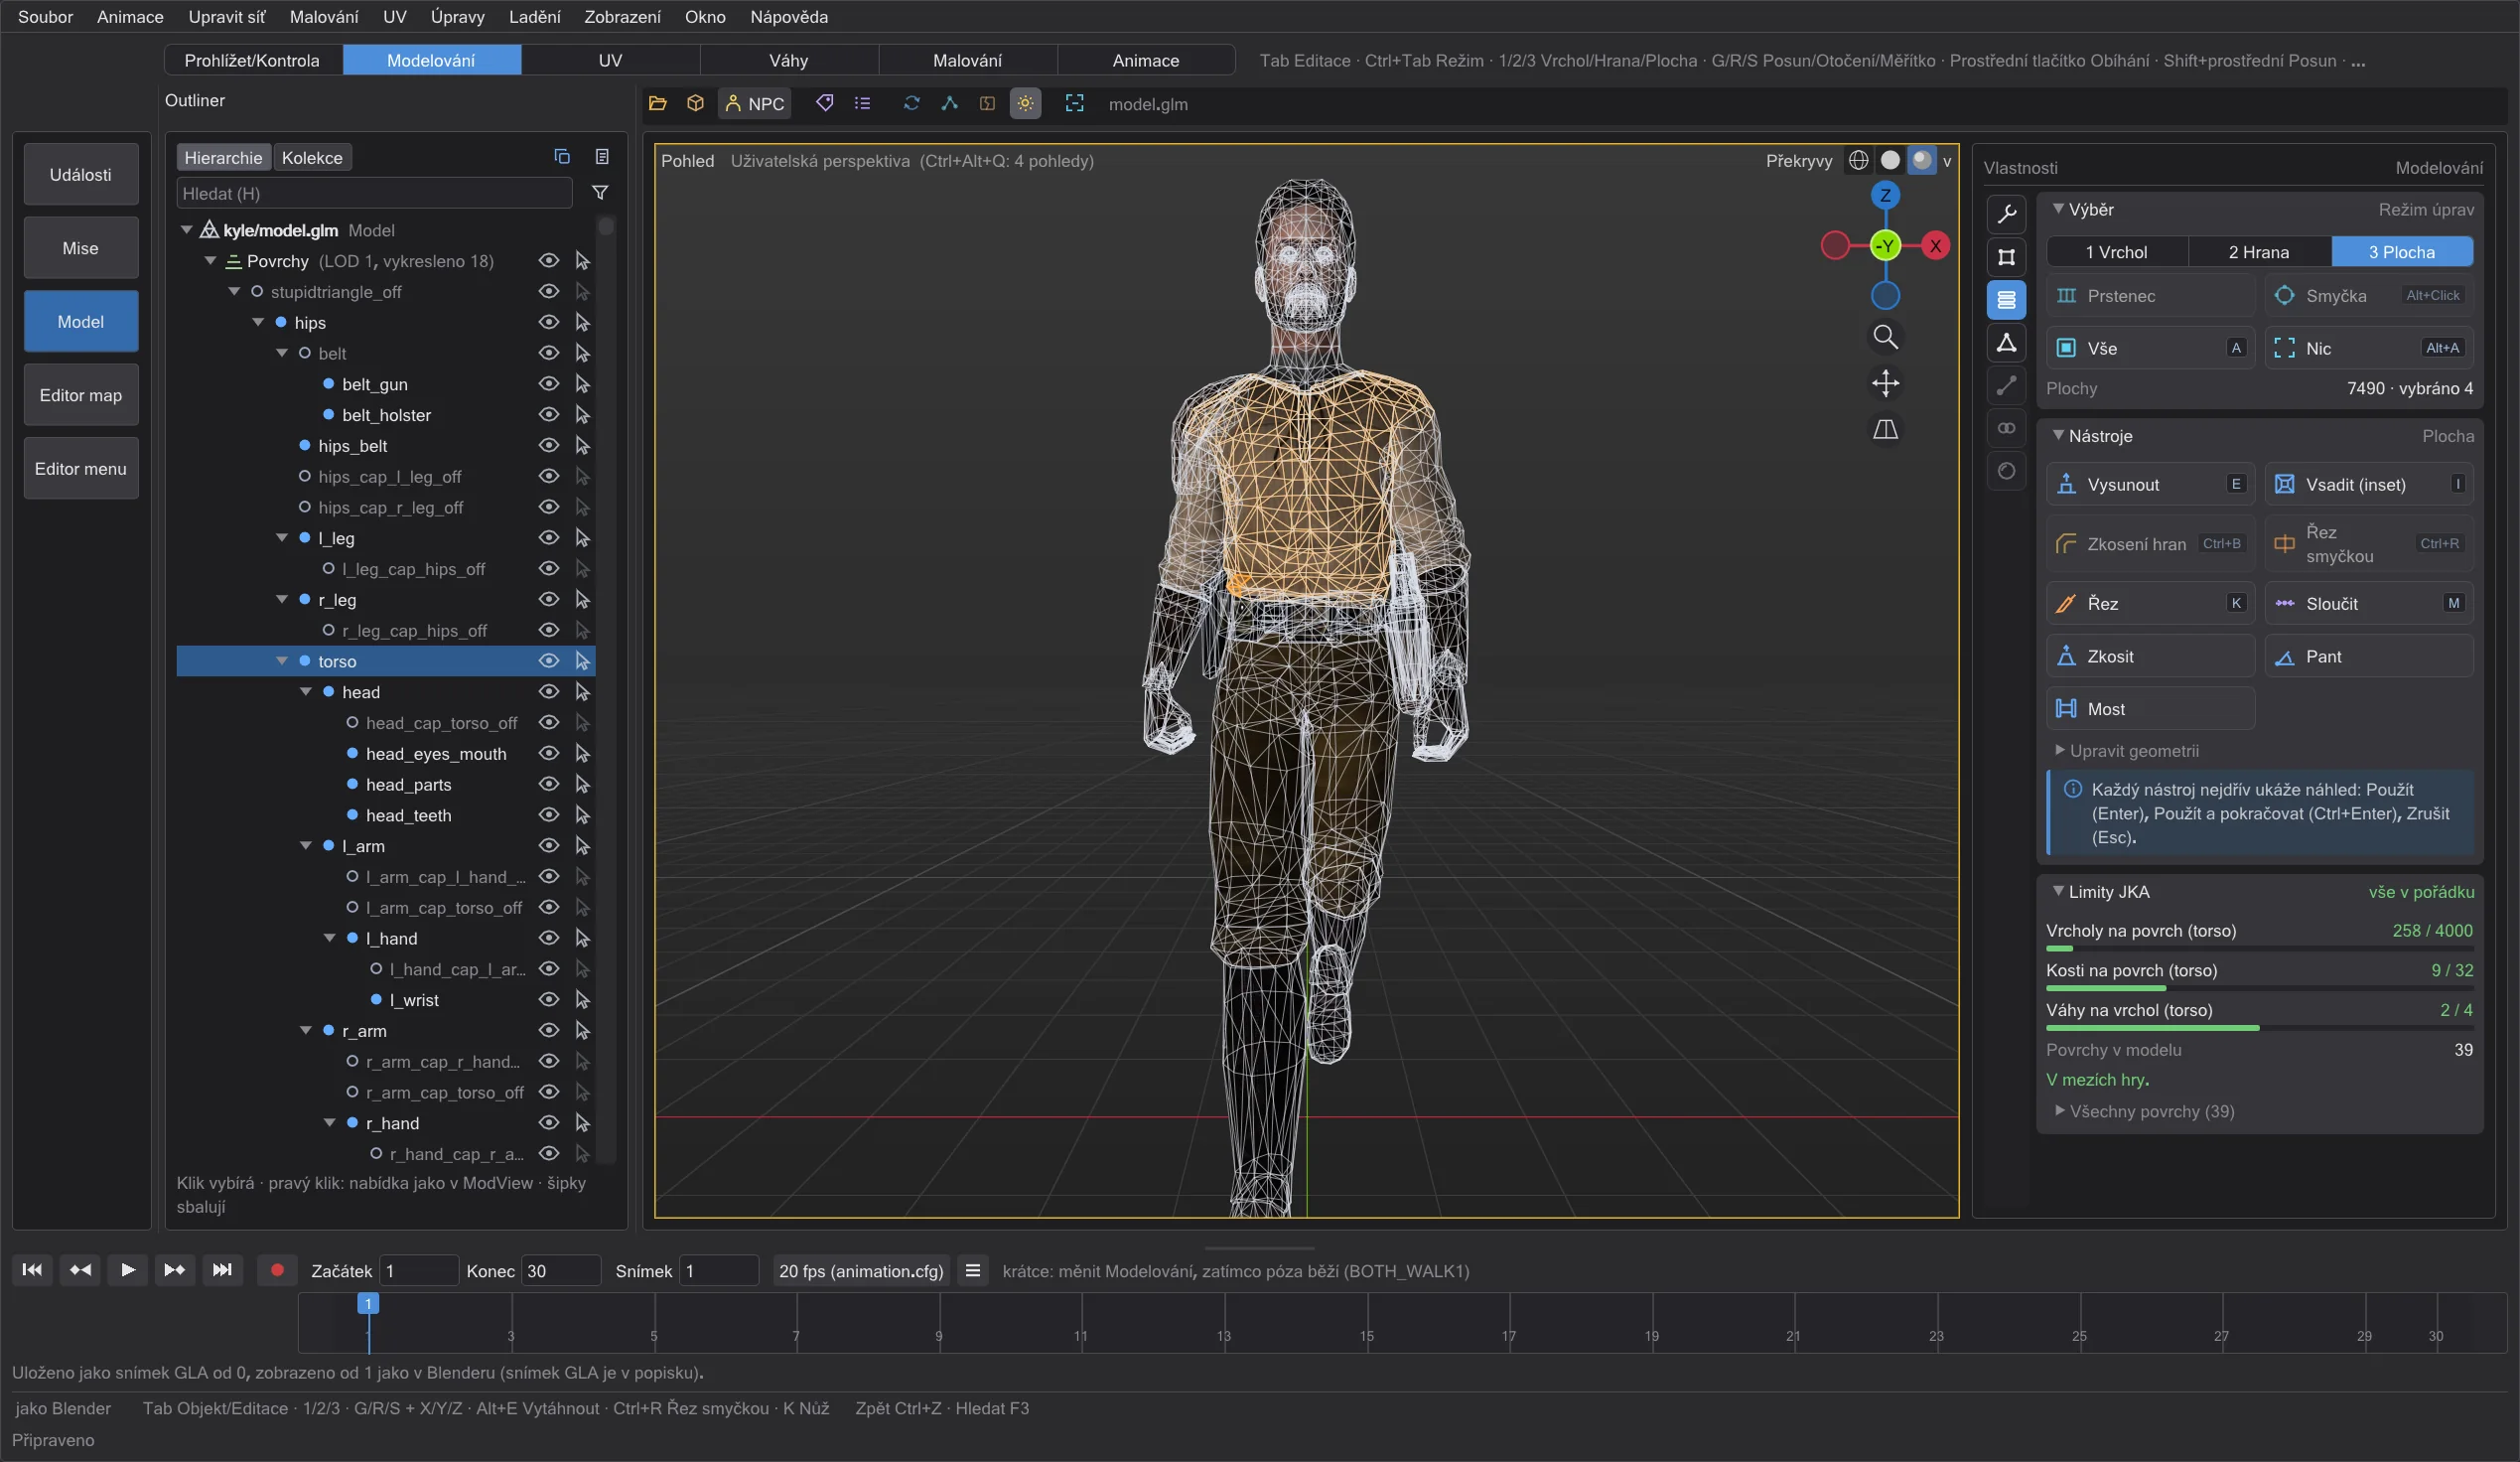 Soubor Animace Upravit síť Malování UV Úpravy Ladění Zobrazení Okno Nápověda
Prohlížet/Kontrola Modelování UV Váhy Malování Animace Tab Editace · Ctrl+Tab Režim · 1/2/3 Vrchol/Hrana/Plocha · G/R/S Posun/Otočení/Měřítko · Prostřední tlačítko Obíhání · Shift+prostřední Posun · ...
Outliner
NPC model.glm
Události
Mise
Model
Editor map
Editor menu
Hierarchie Kolekce
Hledat (H)
kyle/model.glm Model
Povrchy (LOD 1, vykresleno 18)
stupidtriangle_off
hips
belt
belt_gun
belt_holster
hips_belt
hips_cap_l_leg_off
hips_cap_r_leg_off
l_leg
l_leg_cap_hips_off
r_leg
r_leg_cap_hips_off
torso
head
head_cap_torso_off
head_eyes_mouth
head_parts
head_teeth
l_arm
l_arm_cap_l_hand_...
l_arm_cap_torso_off
l_hand
l_hand_cap_l_ar...
l_wrist
r_arm
r_arm_cap_r_hand...
r_arm_cap_torso_off
r_hand
r_hand_cap_r_a...
Klik vybírá · pravý klik: nabídka jako v ModView · šipky
sbalují
Pohled Uživatelská perspektiva (Ctrl+Alt+Q: 4 pohledy)
Překryvy v
Z
-Y X
Vlastnosti Modelování
Výběr Režim úprav
1 Vrchol 2 Hrana 3 Plocha
Prstenec Smyčka Alt+Click
Vše A Nic Alt+A
Plochy 7490 · vybráno 4
Nástroje Plocha
Vysunout E Vsadit (inset) I
Zkosení hran Ctrl+B Řez
smyčkou Ctrl+R
Řez K Sloučit M
Zkosit Pant
Most
Upravit geometrii
Každý nástroj nejdřív ukáže náhled: Použít
(Enter), Použít a pokračovat (Ctrl+Enter), Zrušit
(Esc).
Limity JKA vše v pořádku
Vrcholy na povrch (torso) 258 / 4000
Kosti na povrch (torso) 9 / 32
Váhy na vrchol (torso) 2 / 4
Povrchy v modelu 39
V mezích hry.
Všechny povrchy (39)
Začátek 1 Konec 30 Snímek 1 20 fps (animation.cfg) krátce: měnit Modelování, zatímco póza běží (BOTH_WALK1)
1
1 3 5 7 9 11 13 15 17 19 21 23 25 27 29 30
Uloženo jako snímek GLA od 0, zobrazeno od 1 jako v Blenderu (snímek GLA je v popisku).
jako Blender Tab Objekt/Editace · 1/2/3 · G/R/S + X/Y/Z · Alt+E Vytáhnout · Ctrl+R Řez smyčkou · K Nůž Zpět Ctrl+Z · Hledat F3
Připraveno